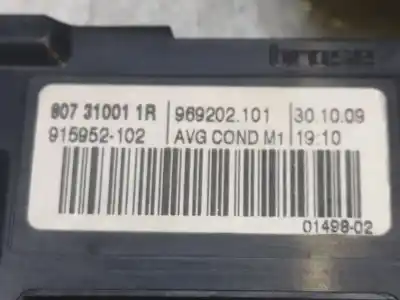 807 31001 1R 969202.101 30.10.09
915952-102 AVG COND M1 19:10
01498-02